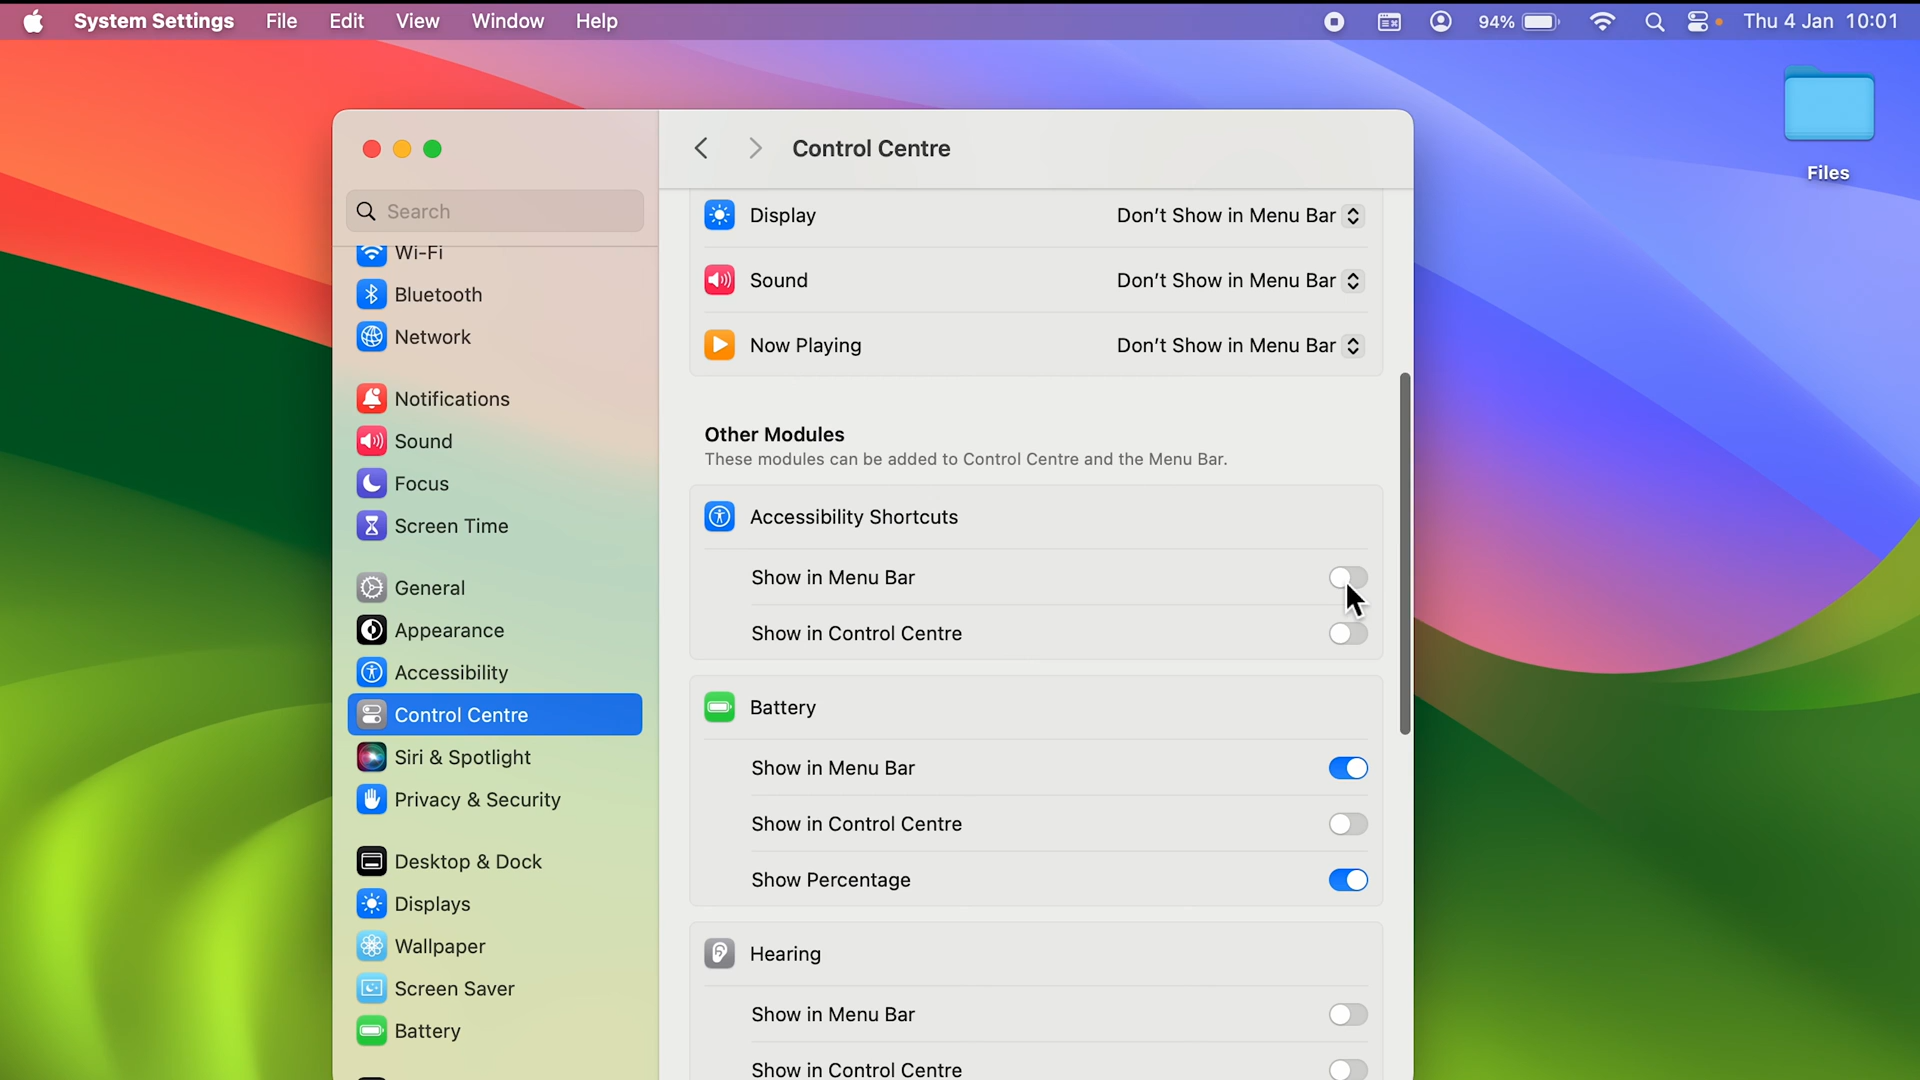 System Settings File Edit View Window Help 94% Thu 4 Jan 10:01
Files
Control Centre
Search
Wi-Fi
Bluetooth
Network
Notifications
Sound
Focus
Screen Time
General
Appearance
Accessibility
Control Centre
Siri & Spotlight
Privacy & Security
Desktop & Dock
Displays
Wallpaper
Screen Saver
Battery
Display Don't Show in Menu Bar
Sound Don't Show in Menu Bar
Now Playing Don't Show in Menu Bar
Other Modules
These modules can be added to Control Centre and the Menu Bar.
Accessibility Shortcuts
Show in Menu Bar
Show in Control Centre
Battery
Show in Menu Bar
Show in Control Centre
Show Percentage
Hearing
Show in Menu Bar
Show in Control Centre